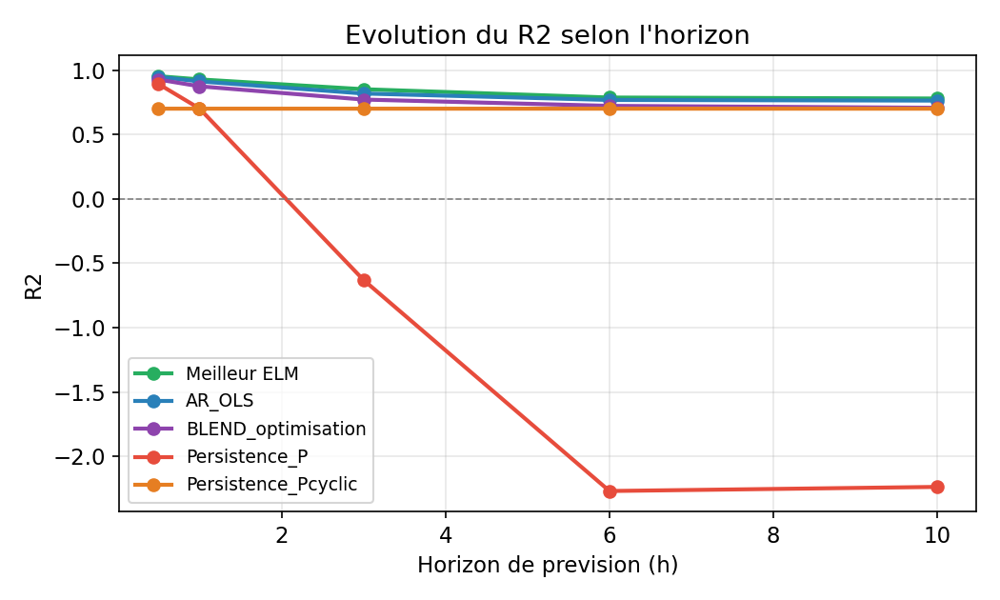 Evolution du R2 selon l'horizon
1.0
0.5
0.0
−0.5
−1.0
−1.5
−2.0
R2
Meilleur ELM
AR_OLS
BLEND_optimisation
Persistence_P
Persistence_Pcyclic
2 4 6 8 10
Horizon de prevision (h)